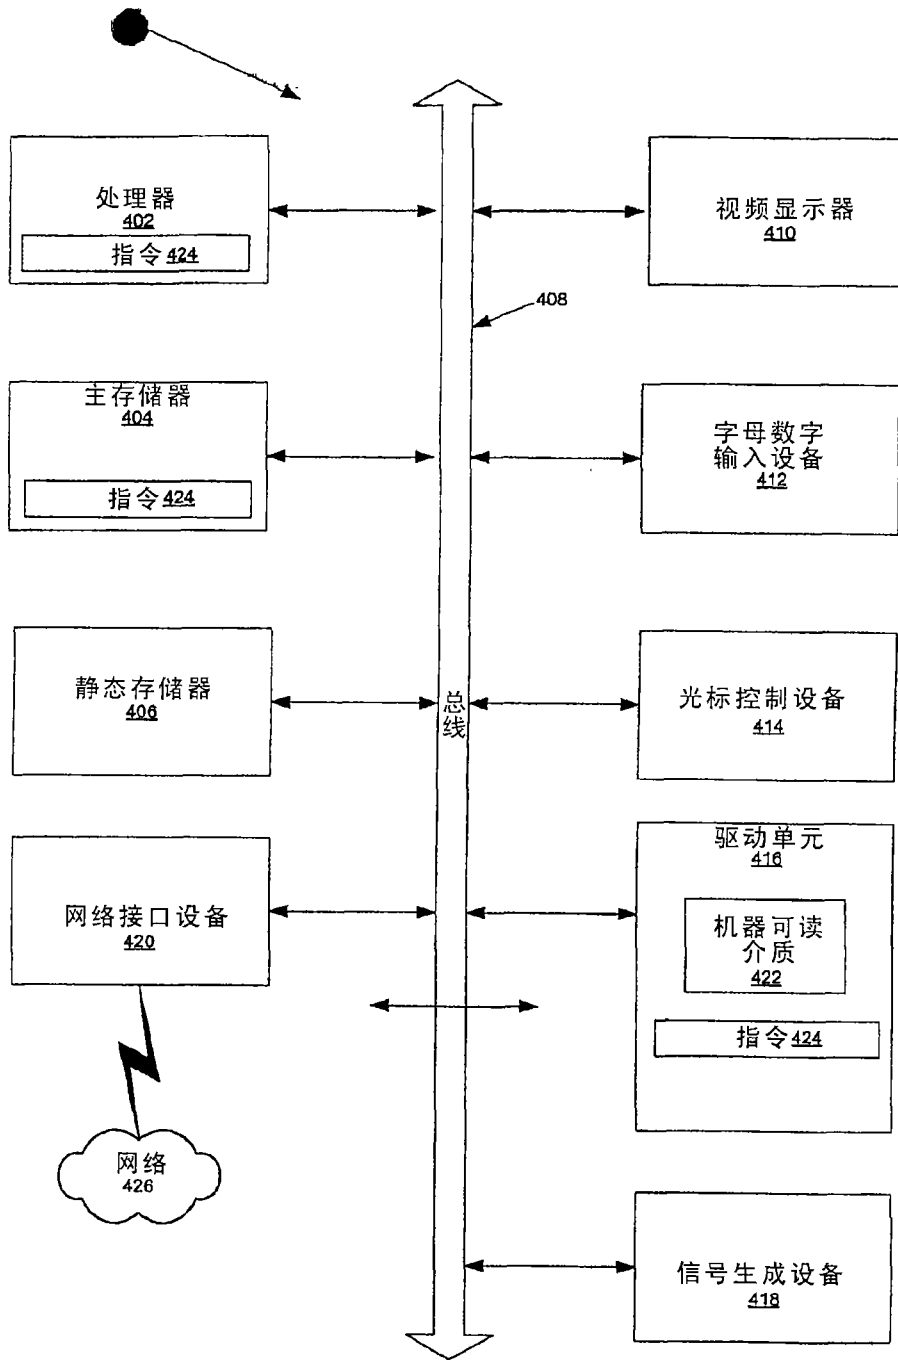 处理器
402
指令 424
主存储器
404
指令 424
静态存储器
406
网络接口设备
420
网络
426
总
线
408
视频显示器
410
字母数字
输入设备
412
光标控制设备
414
驱动单元
416
机器可读
介质
422
指令 424
信号生成设备
418